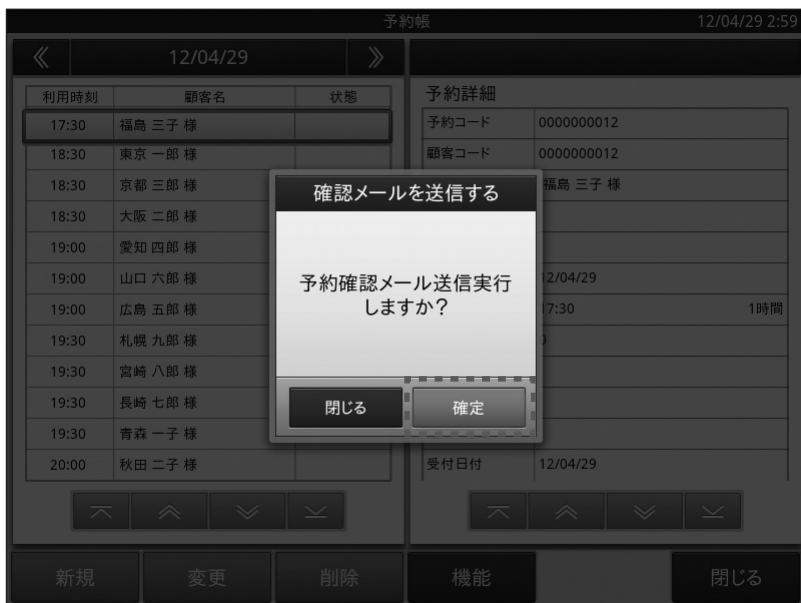 予約帳 12/04/29 2:59
12/04/29
利用時刻 顧客名 状態
17:30 福島 三子 様
18:30 東京 一郎 様
18:30 京都 三郎 様
18:30 大阪 二郎 様
19:00 愛知 四郎 様
19:00 山口 六郎 様
19:00 広島 五郎 様
19:30 札幌 九郎 様
19:30 宮崎 八郎 様
19:30 長崎 七郎 様
19:30 青森 一子 様
20:00 秋田 二子 様
予約詳細
予約コード 0000000012
顧客コード 0000000012
福島 三子 様
12/04/29
17:30 1時間
0
受付日付 12/04/29
確認メールを送信する
予約確認メール送信実行
しますか?
閉じる 確定
新規 変更 削除 機能 閉じる